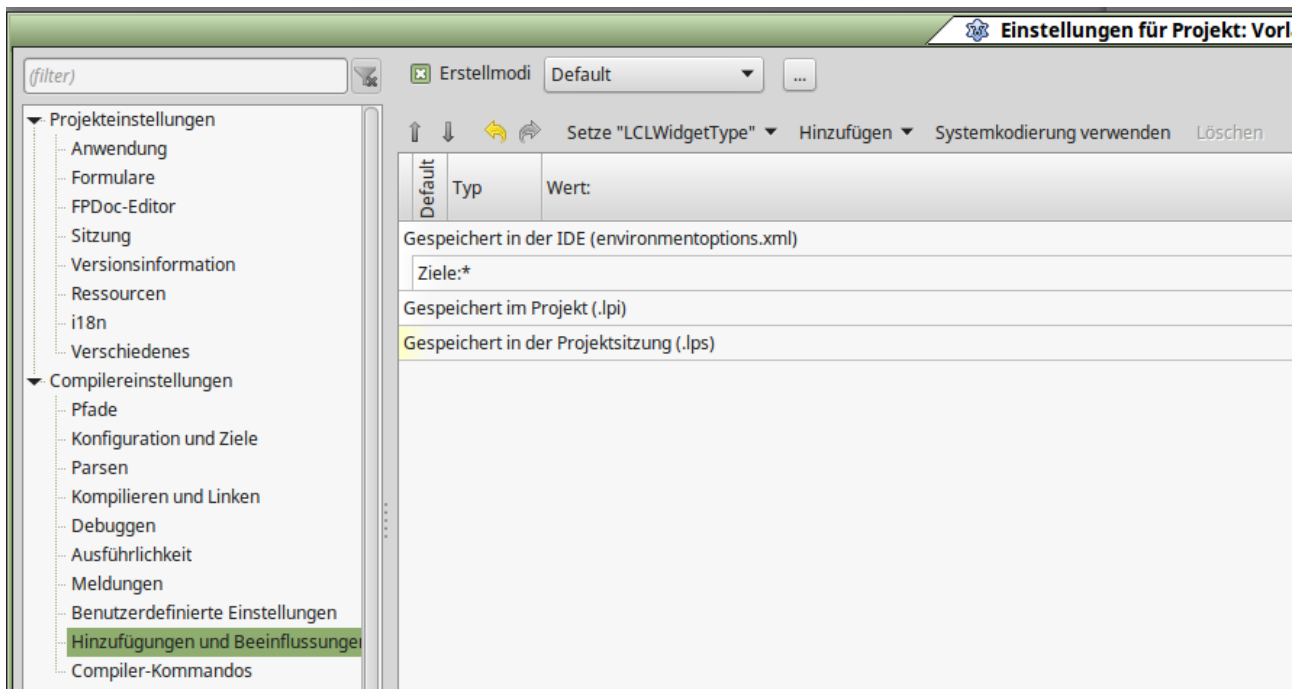 Einstellungen für Projekt: Vorl
(filter)
Erstellmodi Default ...
Setze "LCLWidgetType" Hinzufügen Systemkodierung verwenden Löschen
Default Typ Wert:
Gespeichert in der IDE (environmentoptions.xml)
Ziele:*
Gespeichert im Projekt (.lpi)
Gespeichert in der Projektsitzung (.lps)
Projekteinstellungen
Anwendung
Formulare
FPDoc-Editor
Sitzung
Versionsinformation
Ressourcen
i18n
Verschiedenes
Compilereinstellungen
Pfade
Konfiguration und Ziele
Parsen
Kompilieren und Linken
Debuggen
Ausführlichkeit
Meldungen
Benutzerdefinierte Einstellungen
Hinzufügungen und Beeinflussungen
Compiler-Kommandos